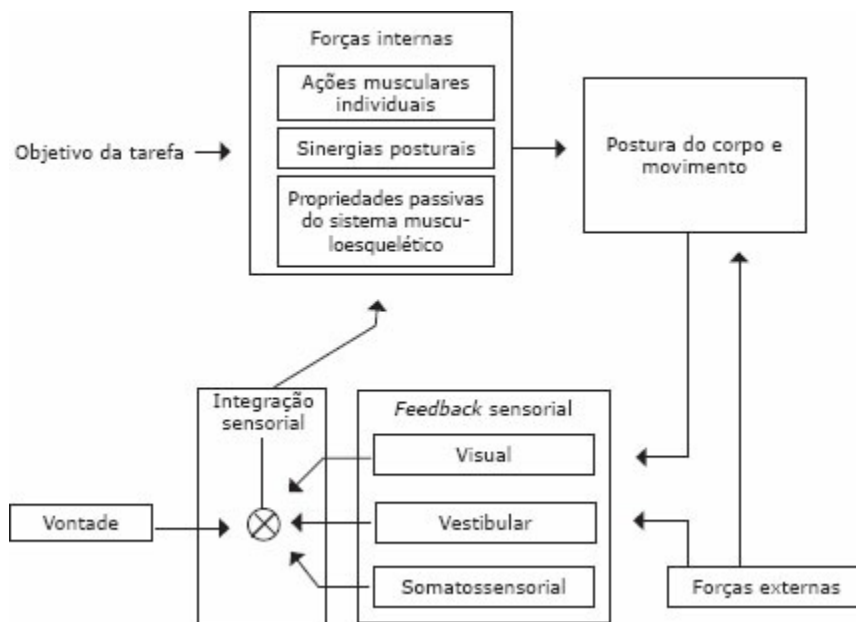 Forças internas
Ações musculares
individuais
Objetivo da tarefa
Sinergias posturais
Propriedades passivas
do sistema muscu-
loesquelético
Postura do corpo e
movimento
Integração
sensorial
Feedback sensorial
Visual
Vontade
Vestibular
Somatossensorial
Forças externas